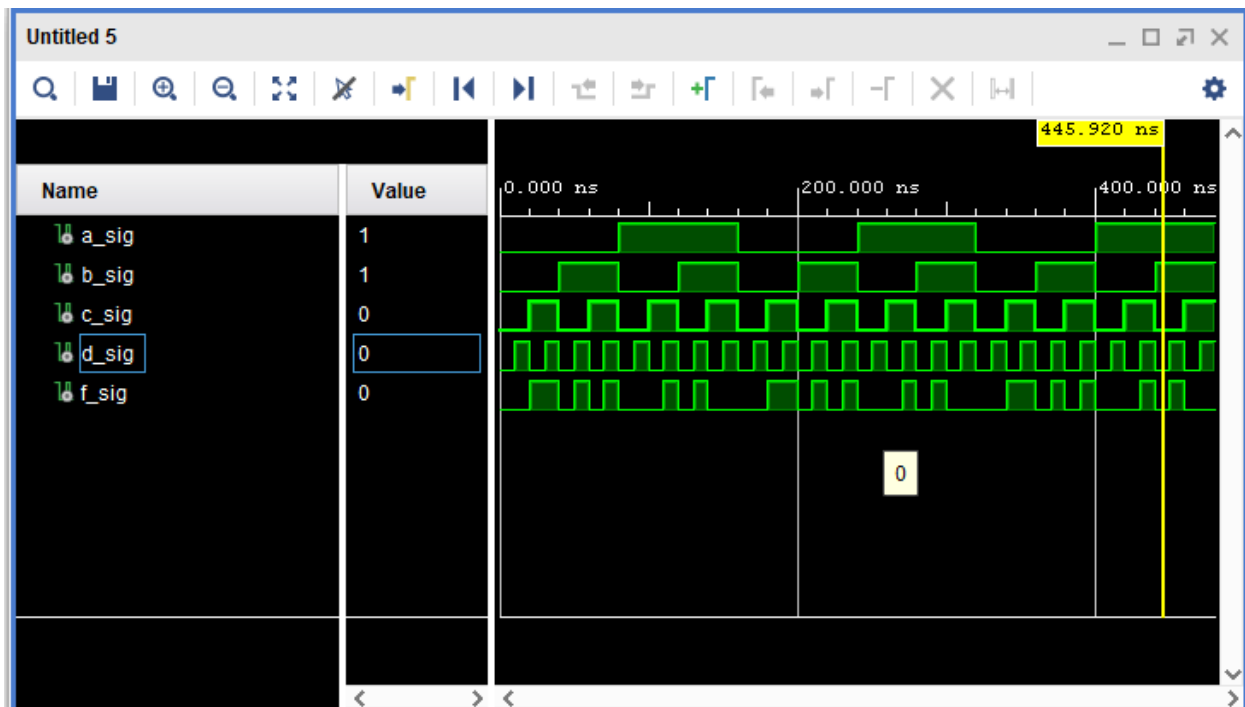 Untitled 5
445.920 ns
Name Value 0.000 ns 200.000 ns 400.000 ns
a_sig 1
b_sig 1
c_sig 0
d_sig 0
f_sig 0
0